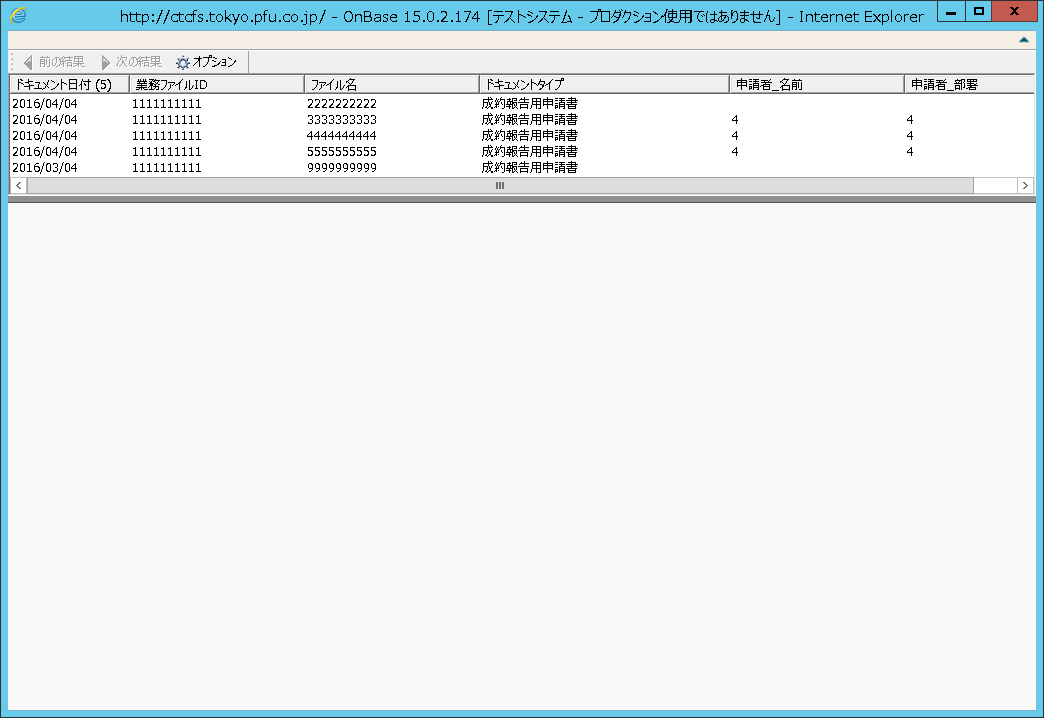 http://ctcfs.tokyo.pfu.co.jp/ - OnBase 15.0.2.174 [テストシステム - プロダクション使用ではありません] - Internet Explorer
前の結果 次の結果 オプション
ドキュメント日付 (5) 業務ファイルID ファイル名 ドキュメントタイプ 申請者_名前 申請者_部署
2016/04/04 1111111111 2222222222 成約報告用申請書
2016/04/04 1111111111 3333333333 成約報告用申請書 4 4
2016/04/04 1111111111 4444444444 成約報告用申請書 4 4
2016/04/04 1111111111 5555555555 成約報告用申請書 4 4
2016/03/04 1111111111 9999999999 成約報告用申請書